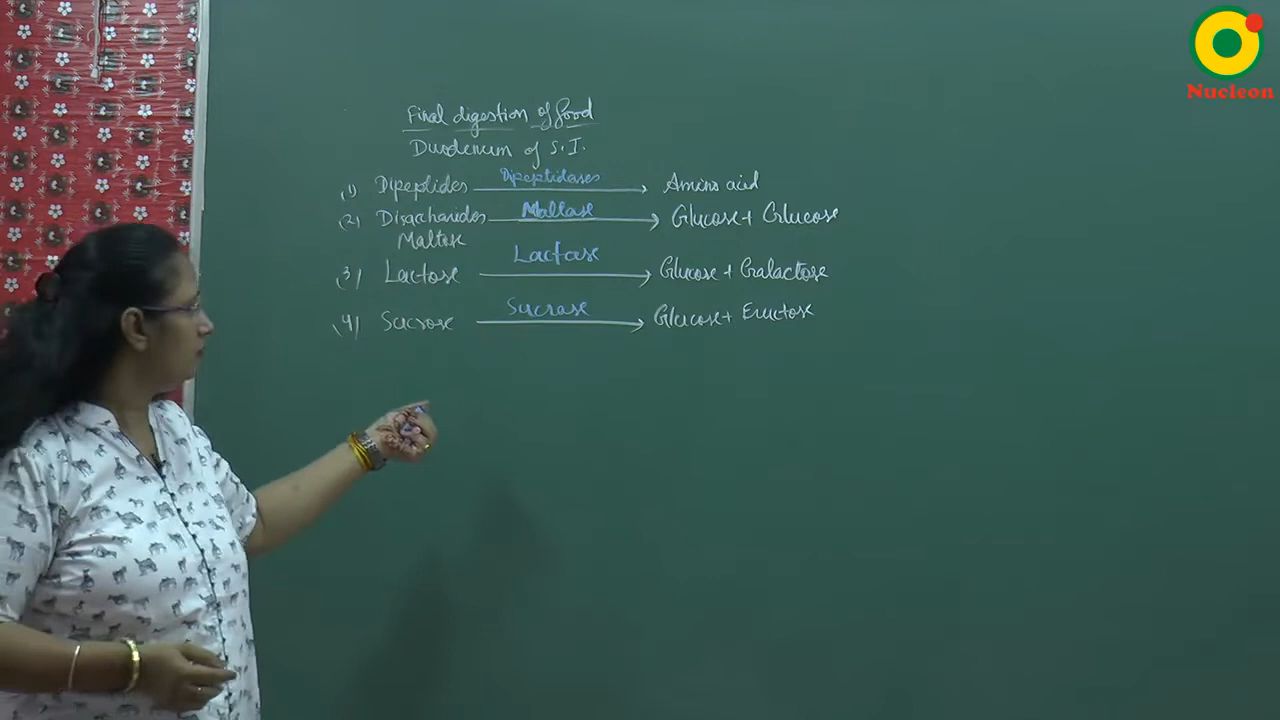 Nucleon
Final digestion of food
Duodenum of S.I.
(1) Dipeptides Dipeptidases → Amino acid
(2) Disacharides Maltase → Glucose + Glucose
Maltose
(3) Lactose Lactase → Glucose + Galactose
(4) Sucrose Sucrase → Glucose + Fructose